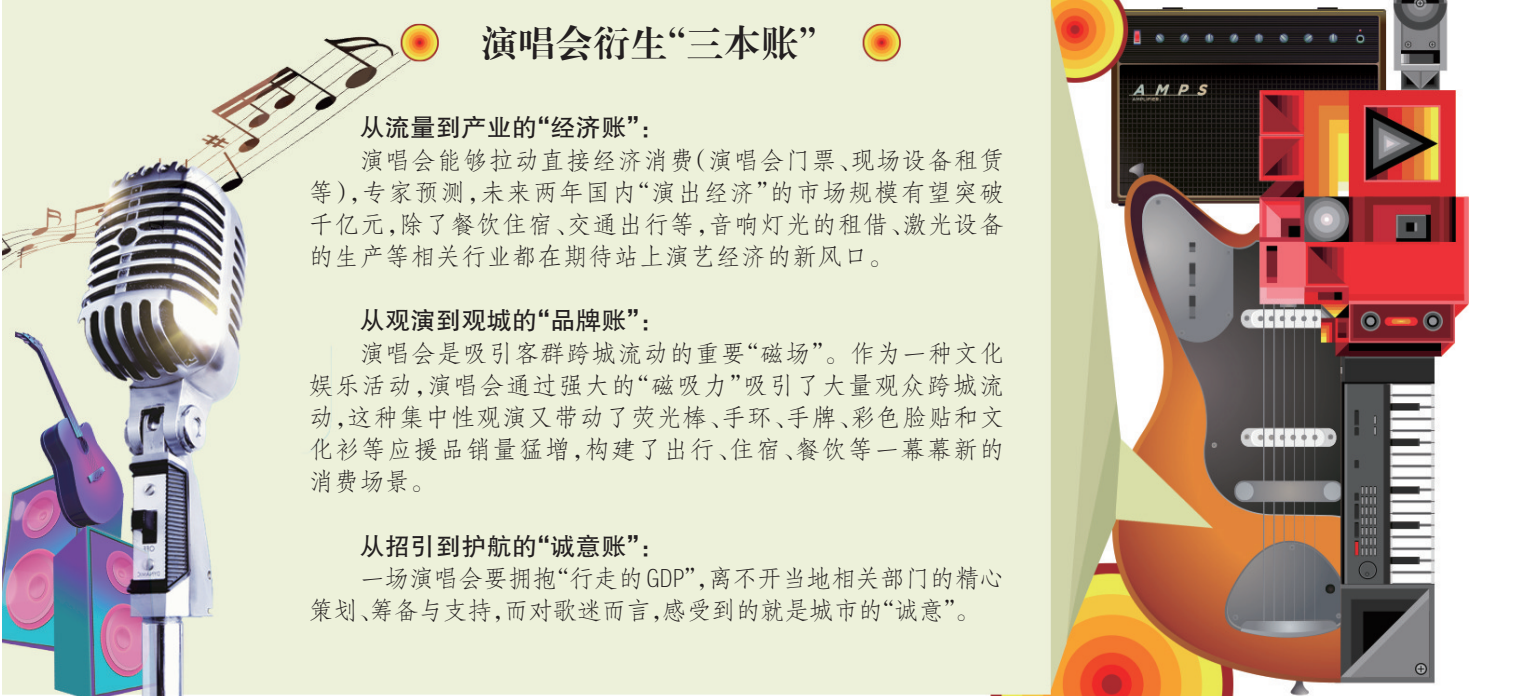 演唱会衍生“三本账”
从流量到产业的“经济账”：
演唱会能够拉动直接经济消费(演唱会门票、现场设备租赁
等),专家预测,未来两年国内“演出经济”的市场规模有望突破
千亿元,除了餐饮住宿、交通出行等,音响灯光的租借、激光设备
的生产等相关行业都在期待站上演艺经济的新风口。
从观演到观城的“品牌账”：
演唱会是吸引客群跨城流动的重要“磁场”。作为一种文化
娱乐活动,演唱会通过强大的“磁吸力”吸引了大量观众跨城流
动,这种集中性观演又带动了荧光棒、手环、手牌、彩色脸贴和文
化衫等应援品销量猛增,构建了出行、住宿、餐饮等一幕幕新的
消费场景。
从招引到护航的“诚意账”：
一场演唱会要拥抱“行走的GDP”,离不开当地相关部门的精心
策划、筹备与支持,而对歌迷而言,感受到的就是城市的“诚意”。
AMPS
AMPLIFIER